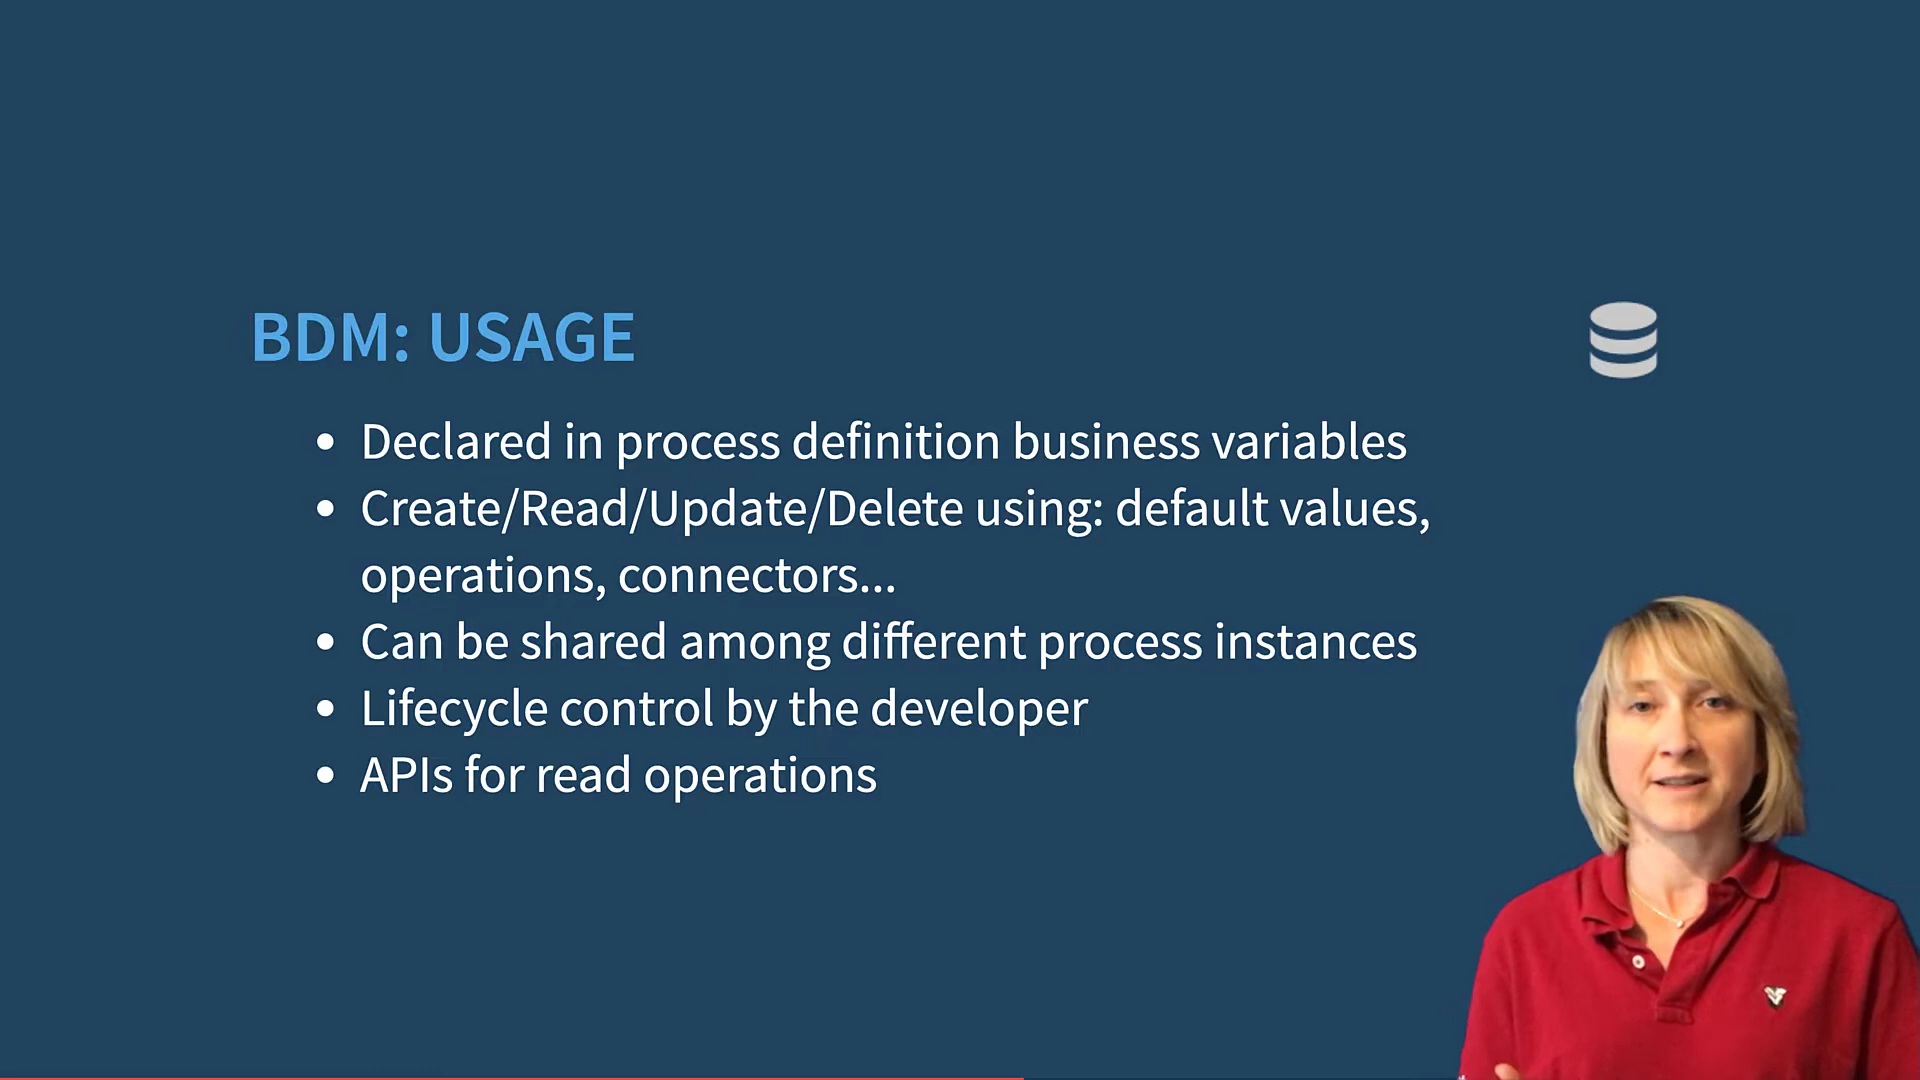 BDM: USAGE
Declared in process definition business variables
Create/Read/Update/Delete using: default values,
operations, connectors...
Can be shared among different process instances
Lifecycle control by the developer
APIs for read operations